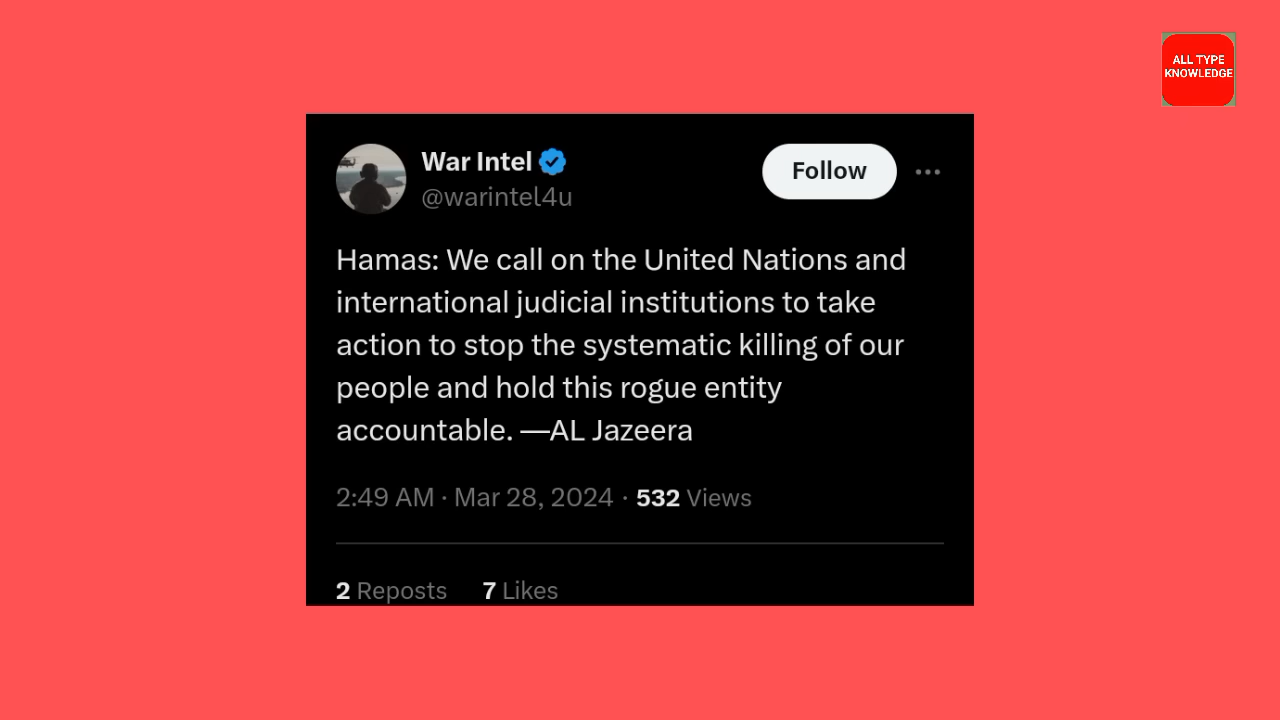 ALL TYPE
KNOWLEDGE
War Intel
@warintel4u
Follow
Hamas: We call on the United Nations and
international judicial institutions to take
action to stop the systematic killing of our
people and hold this rogue entity
accountable. —AL Jazeera
2:49 AM · Mar 28, 2024 · 532 Views
2 Reposts 7 Likes